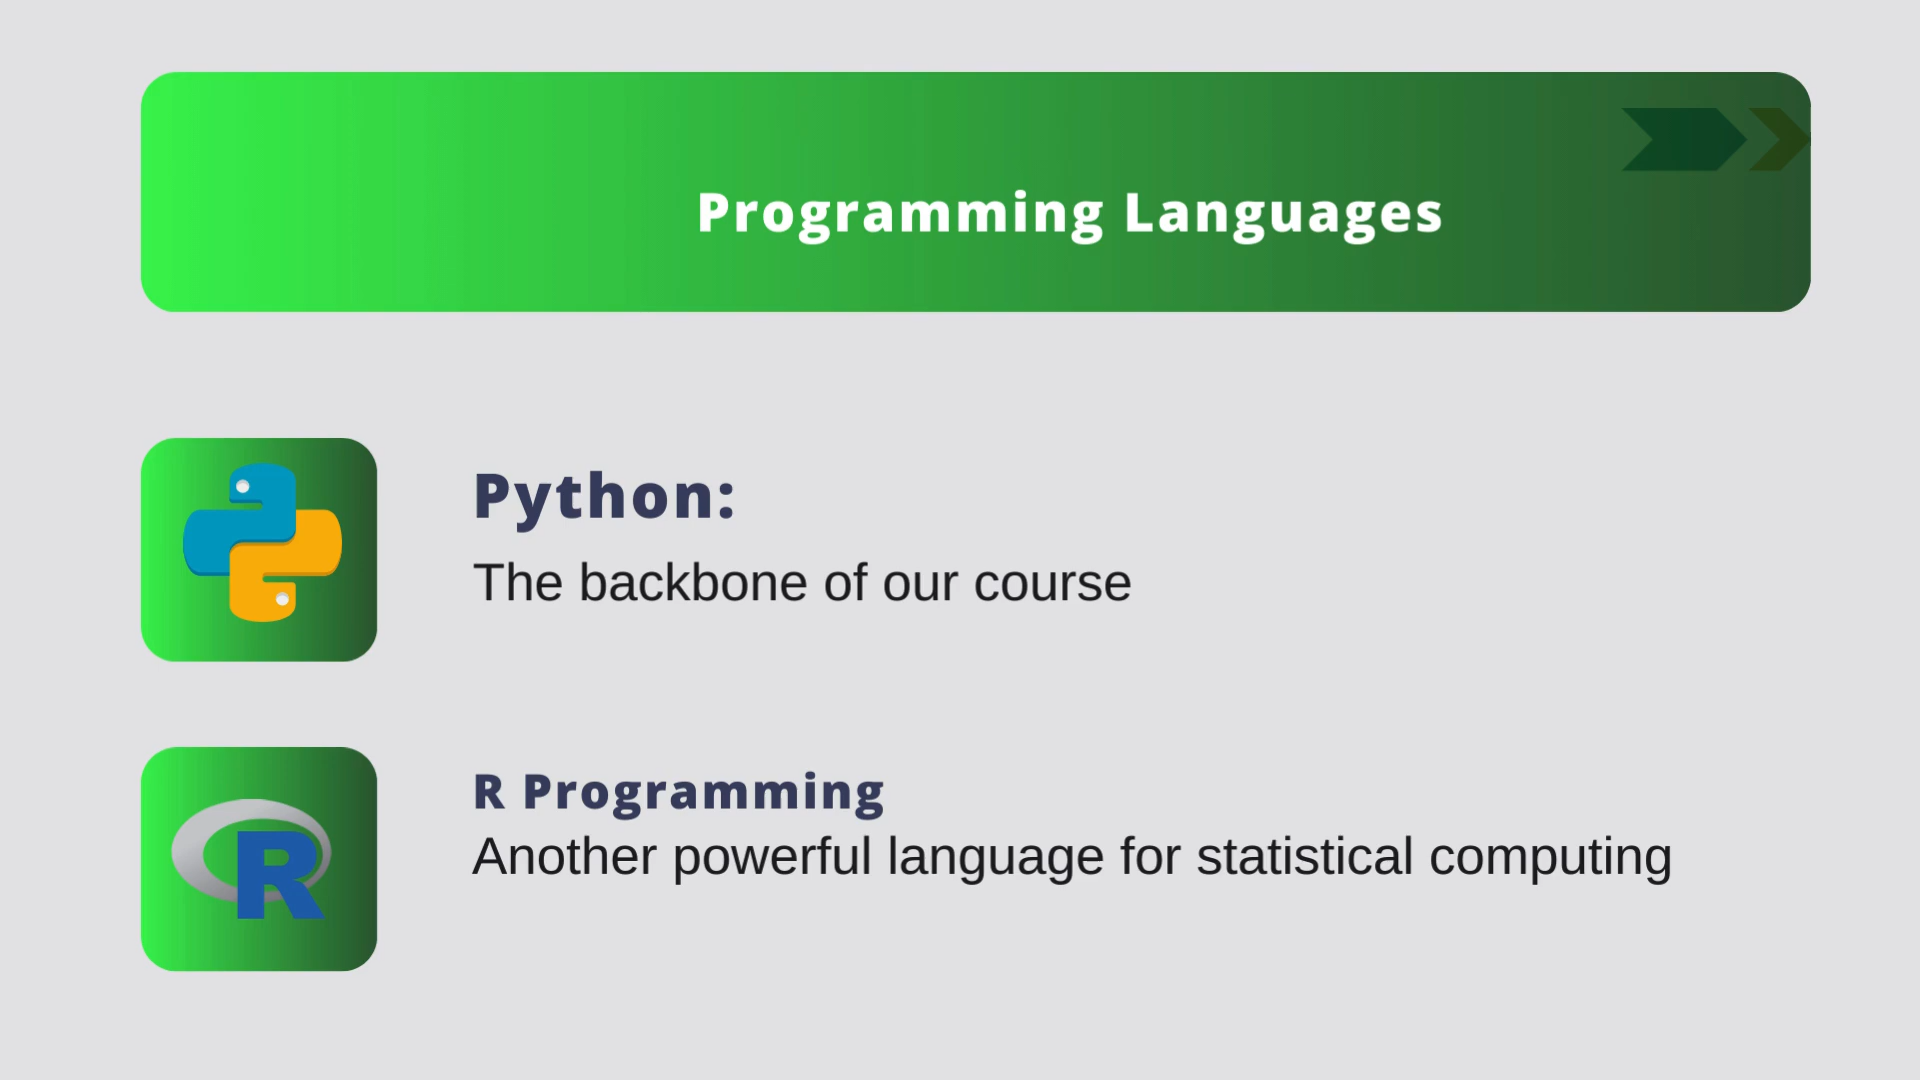 Programming Languages
Python:
The backbone of our course
R
R Programming
Another powerful language for statistical computing